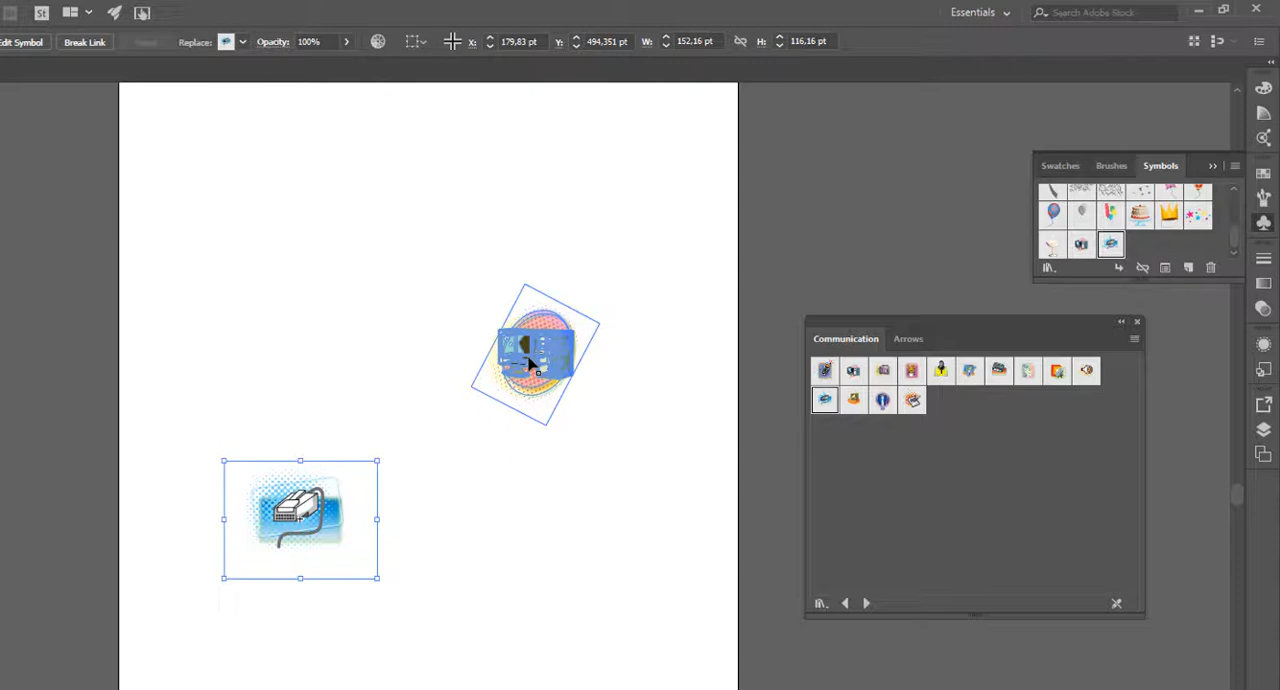 St
Essentials
Search Adobe Stock
Edit Symbol
Break Link
Replace:
Opacity:
100%
X:
179,83 pt
Y:
494,351 pt
W:
152,16 pt
H:
116,16 pt
Swatches
Brushes
Symbols
Communication
Arrows